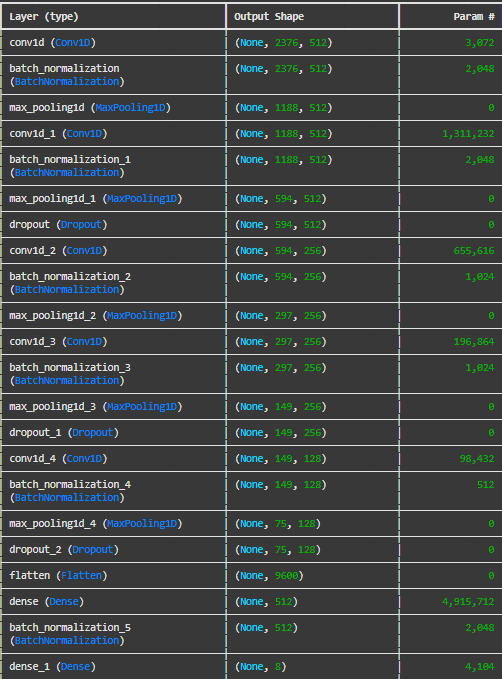 Layer (type) Output Shape Param #
conv1d (Conv1D) (None, 2376, 512) 3,072
batch_normalization (None, 2376, 512) 2,048
(BatchNormalization)
max_pooling1d (MaxPooling1D) (None, 1188, 512) 0
conv1d_1 (Conv1D) (None, 1188, 512) 1,311,232
batch_normalization_1 (None, 1188, 512) 2,048
(BatchNormalization)
max_pooling1d_1 (MaxPooling1D) (None, 594, 512) 0
dropout (Dropout) (None, 594, 512) 0
conv1d_2 (Conv1D) (None, 594, 256) 655,616
batch_normalization_2 (None, 594, 256) 1,024
(BatchNormalization)
max_pooling1d_2 (MaxPooling1D) (None, 297, 256) 0
conv1d_3 (Conv1D) (None, 297, 256) 196,864
batch_normalization_3 (None, 297, 256) 1,024
(BatchNormalization)
max_pooling1d_3 (MaxPooling1D) (None, 149, 256) 0
dropout_1 (Dropout) (None, 149, 256) 0
conv1d_4 (Conv1D) (None, 149, 128) 98,432
batch_normalization_4 (None, 149, 128) 512
(BatchNormalization)
max_pooling1d_4 (MaxPooling1D) (None, 75, 128) 0
dropout_2 (Dropout) (None, 75, 128) 0
flatten (Flatten) (None, 9600) 0
dense (Dense) (None, 512) 4,915,712
batch_normalization_5 (None, 512) 2,048
(BatchNormalization)
dense_1 (Dense) (None, 8) 4,104